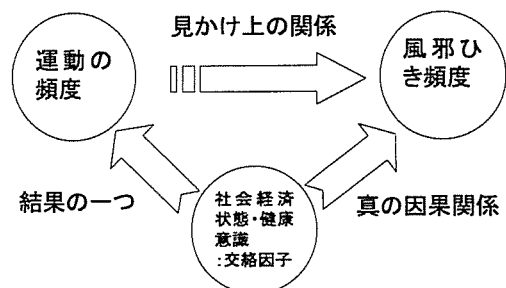 見かけ上の関係
運動の
頻度
風邪ひ
き頻度
結果の一つ
社会経済
状態・健康
意識
:交絡因子
真の因果関係